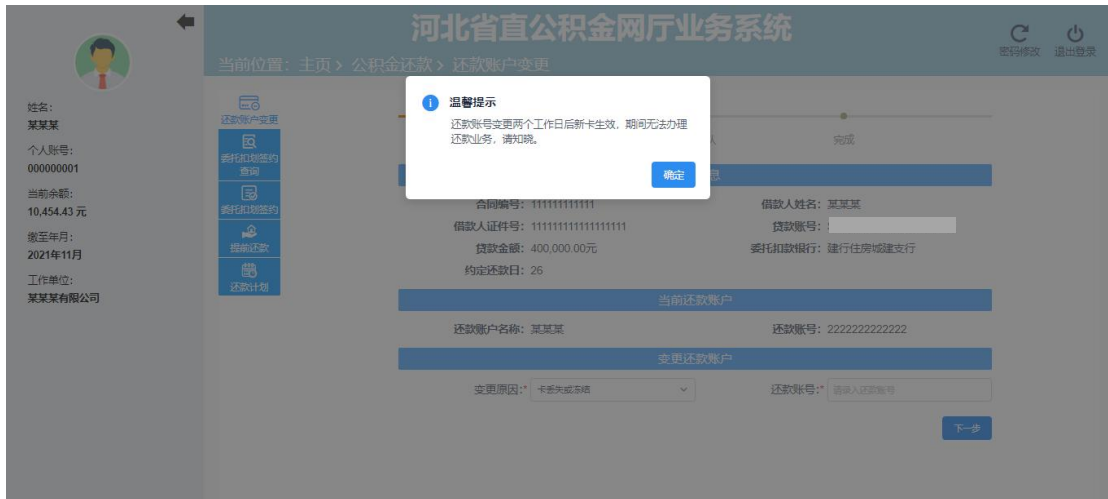 河北省直公积金网厅业务系统
密码修改 退出登录
当前位置：主页 > 公积金还款 > 还款账户变更
姓名：
某某某
个人账号：
000000001
当前余额：
10,454.43 元
缴至年月：
2021年11月
工作单位：
某某某有限公司
还款账户变更
委托扣划签约
查询
委托扣划签约
提前还款
还款计划
温馨提示
还款账号变更两个工作日后新卡生效，期间无法办理
还款业务，请知晓。
确定
完成
息
合同编号：111111111111 借款人姓名：某某某
借款人证件号：111111111111111111 贷款账号：
贷款金额：400,000.00元 委托扣款银行：建行住房城建支行
约定还款日：26
当前还款账户
还款账户名称：某某某 还款账号：2222222222222
变更还款账户
变更原因:* 卡丢失或冻结 还款账号:* 请录入还款账号
下一步